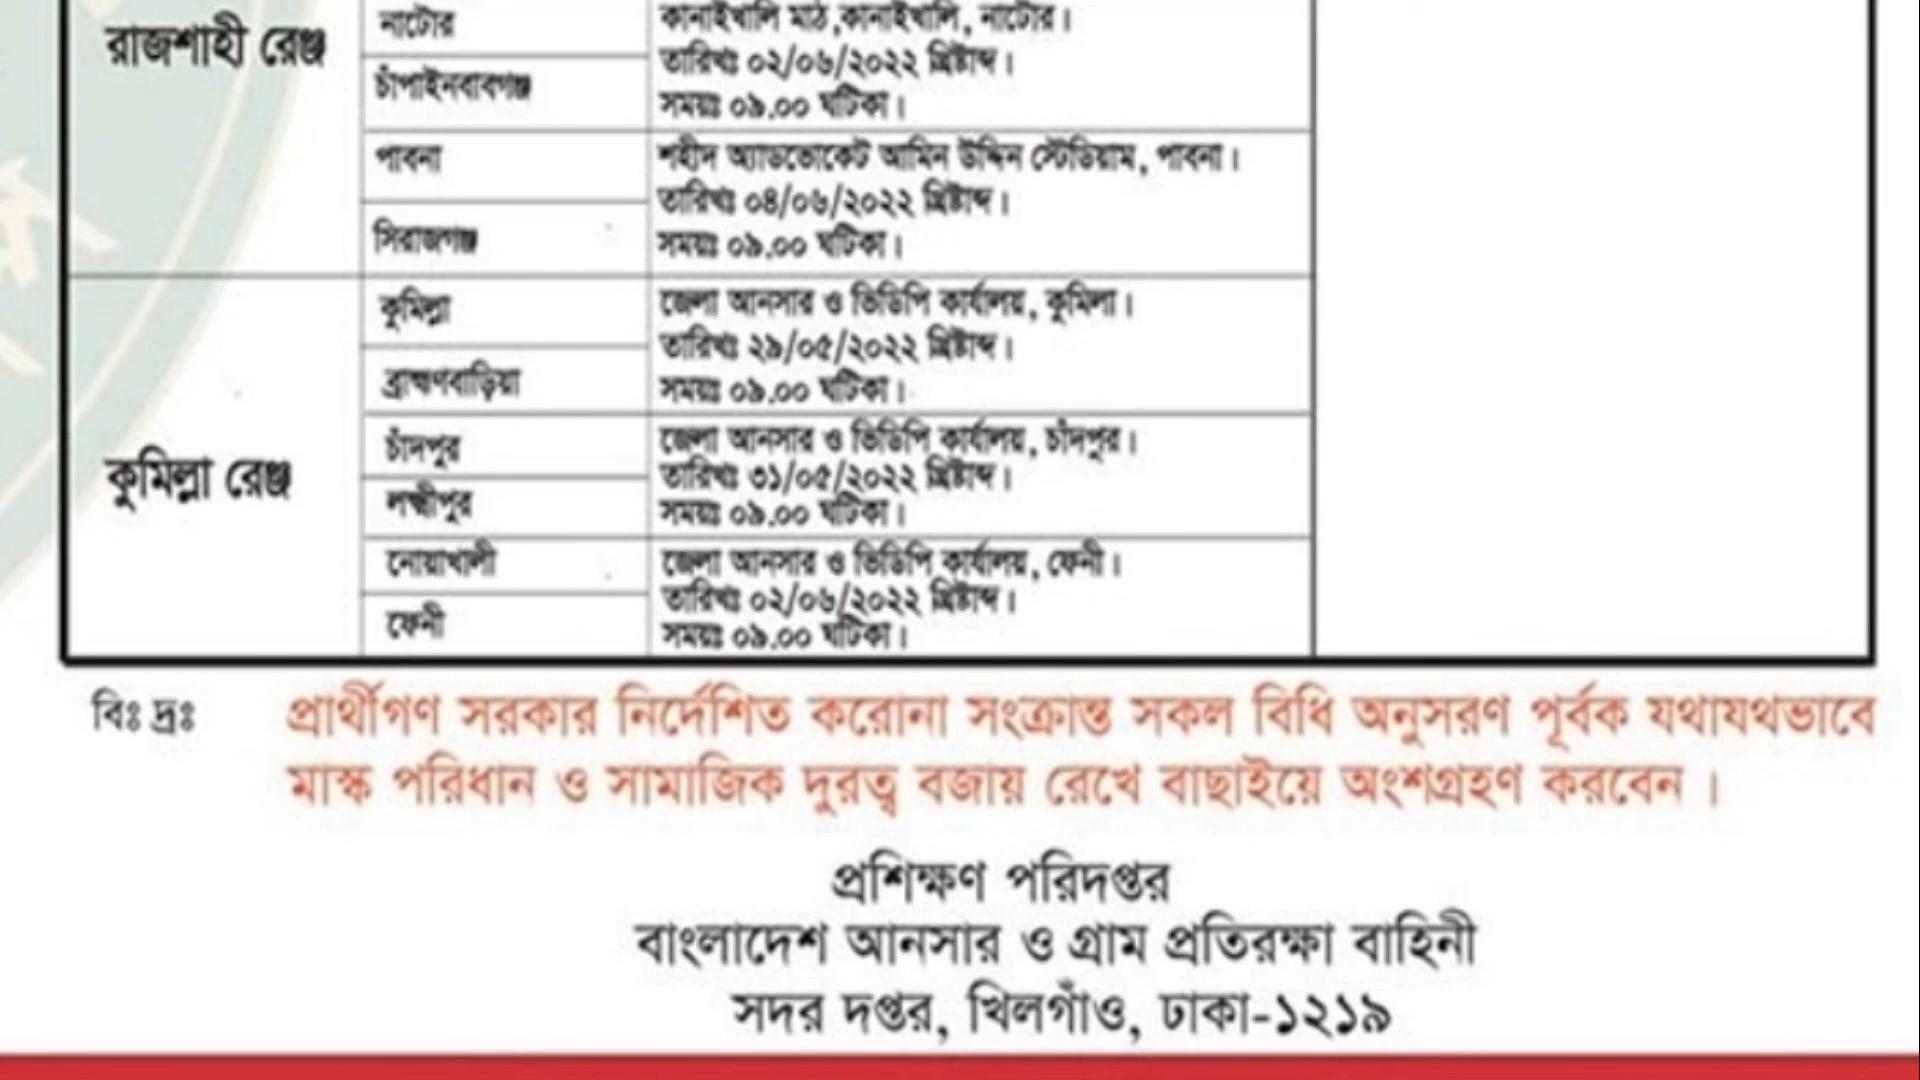 রাজশাহী রেঞ্জ
নাটোর
চাঁপাইনবাবগঞ্জ
কানাইখালি মাঠ,কানাইখালি, নাটোর।
তারিখঃ ০২/০৬/২০২২ খ্রিষ্টাব্দ।
সময়ঃ ০৯.০০ ঘটিকা।
পাবনা
সিরাজগঞ্জ
শহীদ অ্যাডভোকেট আমিন উদ্দিন স্টেডিয়াম, পাবনা।
তারিখঃ ০৪/০৬/২০২২ খ্রিষ্টাব্দ।
সময়ঃ ০৯.০০ ঘটিকা।
কুমিল্লা রেঞ্জ
কুমিল্লা
ব্রাহ্মণবাড়িয়া
জেলা আনসার ও ভিডিপি কার্যালয়, কুমিলা।
তারিখঃ ২৯/০৫/২০২২ খ্রিষ্টাব্দ।
সময়ঃ ০৯.০০ ঘটিকা।
চাঁদপুর
লক্ষ্মীপুর
জেলা আনসার ও ভিডিপি কার্যালয়, চাঁদপুর।
তারিখঃ ৩১/০৫/২০২২ খ্রিষ্টাব্দ।
সময়ঃ ০৯.০০ ঘটিকা।
নোয়াখালী
ফেনী
জেলা আনসার ও ভিডিপি কার্যালয়, ফেনী।
তারিখঃ ০২/০৬/২০২২ খ্রিষ্টাব্দ।
সময়ঃ ০৯.০০ ঘটিকা।
বিঃ দ্রঃ প্রার্থীগণ সরকার নির্দেশিত করোনা সংক্রান্ত সকল বিধি অনুসরণ পূর্বক যথাযথভাবে
মাস্ক পরিধান ও সামাজিক দুরত্ব বজায় রেখে বাছাইয়ে অংশগ্রহণ করবেন।
প্রশিক্ষণ পরিদপ্তর
বাংলাদেশ আনসার ও গ্রাম প্রতিরক্ষা বাহিনী
সদর দপ্তর, খিলগাঁও, ঢাকা-১২১৯